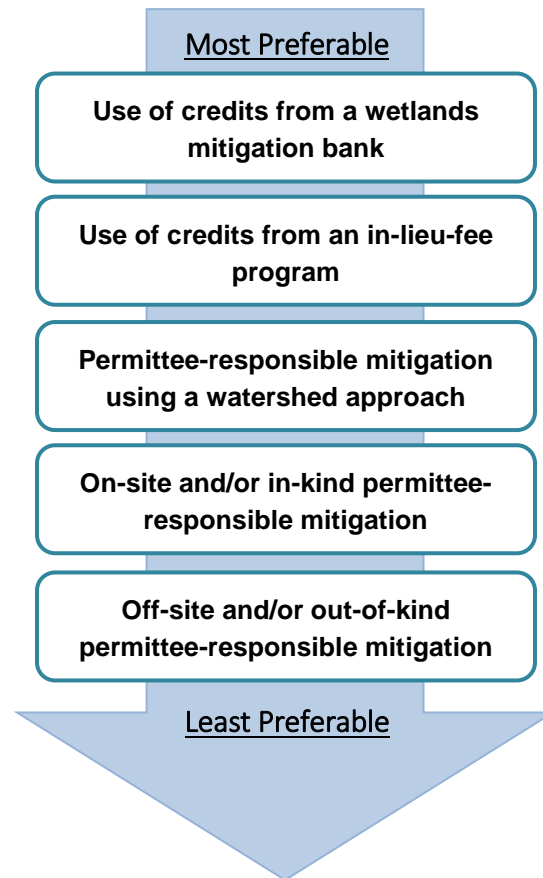 Most Preferable
Use of credits from a wetlands
mitigation bank
Use of credits from an in-lieu-fee
program
Permittee-responsible mitigation
using a watershed approach
On-site and/or in-kind permittee-
responsible mitigation
Off-site and/or out-of-kind
permittee-responsible mitigation
Least Preferable